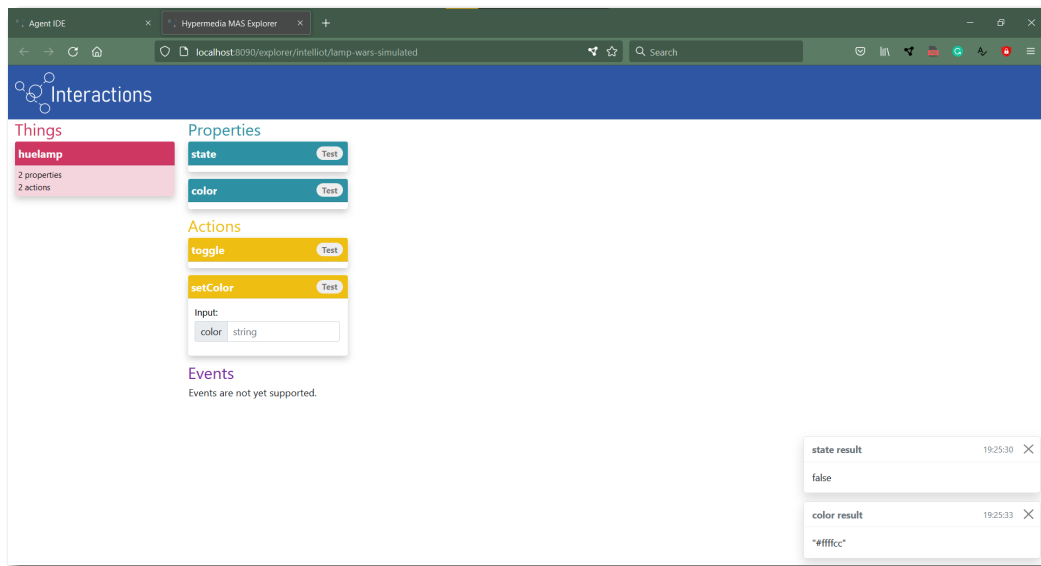 Agent IDE
Hypermedia MAS Explorer
localhost:8090/explorer/intelliot/lamp-wars-simulated
Search
Interactions
Things
huelamp
2 properties
2 actions
Properties
state Test
color Test
Actions
toggle Test
setColor Test
Input:
color string
Events
Events are not yet supported.
state result 19:25:30
false
color result 19:25:33
"#ffffcc"